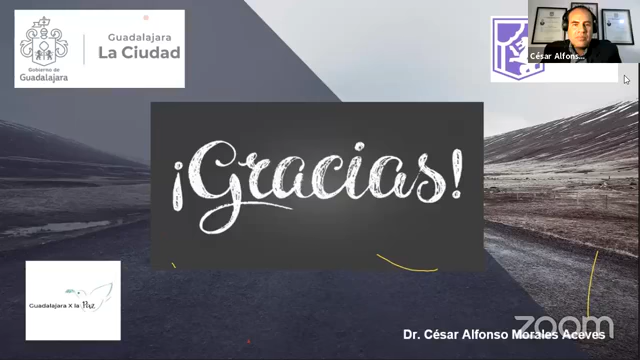 Guadalajara
La Ciudad
Gobierno de
Guadalajara
César Alfons...
¡Gracias!
Guadalajara X la Paz
Dr. César Alfonso Morales Aceves
zoom